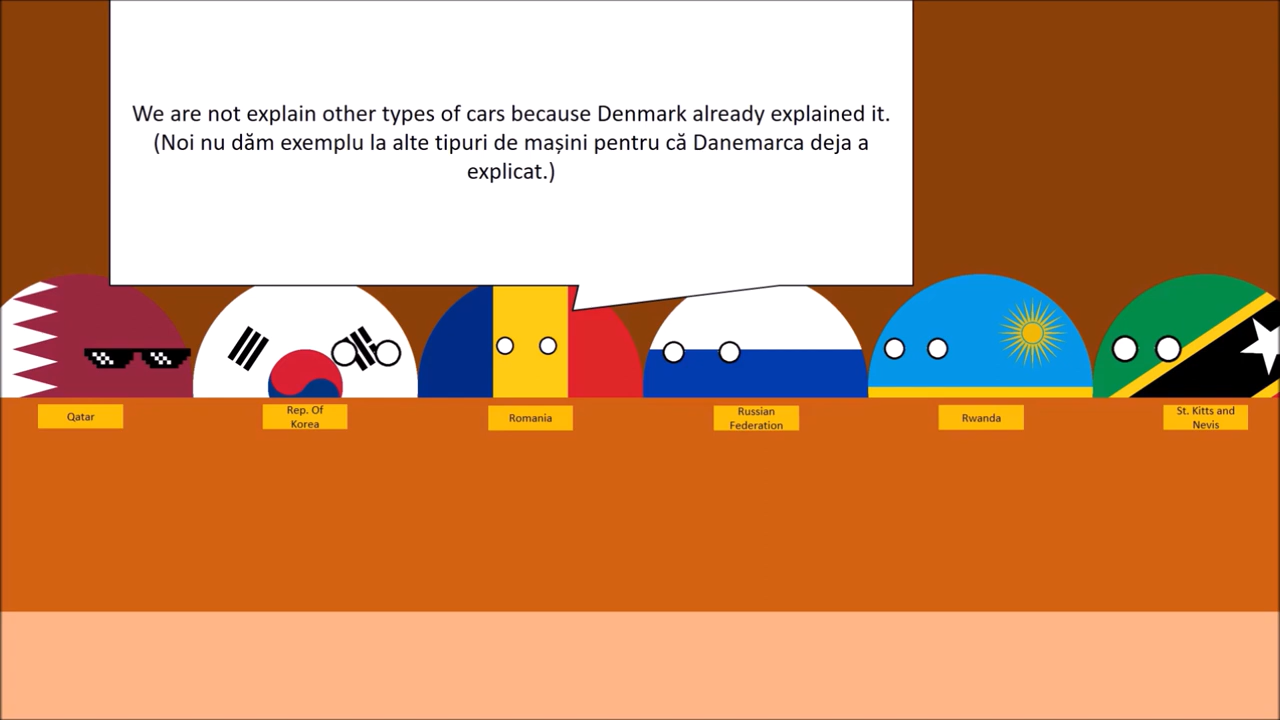 We are not explain other types of cars because Denmark already explained it.
(Noi nu dăm exemplu la alte tipuri de mașini pentru că Danemarca deja a
explicat.)
Qatar
Rep. Of
Korea
Romania
Russian
Federation
Rwanda
St. Kitts and
Nevis